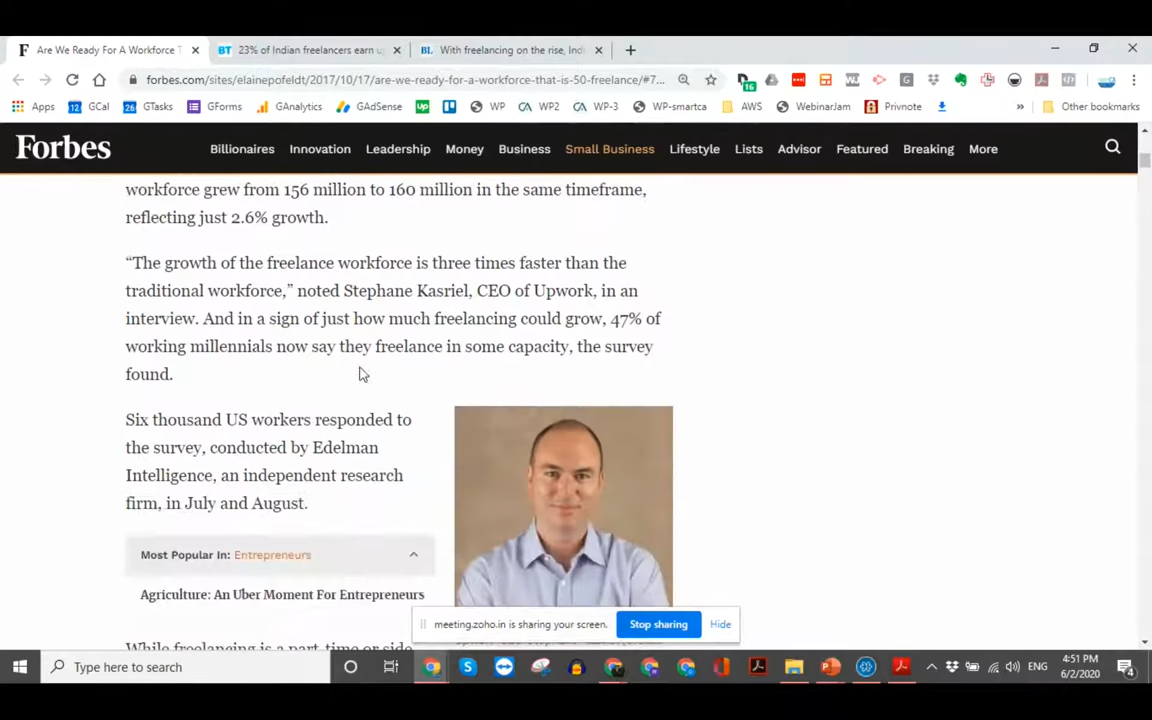 Are We Ready For A Workforce T
23% of Indian freelancers earn u
With freelancing on the rise, Ind
forbes.com/sites/elainepofeldt/2017/10/17/are-we-ready-for-a-workforce-that-is-50-freelance/#7...
Apps GCal GTasks GForms GAnalytics GAdSense WP WP2 WP-3 WP-smartca AWS WebinarJam Privnote Other bookmarks
Forbes Billionaires Innovation Leadership Money Business Small Business Lifestyle Lists Advisor Featured Breaking More
workforce grew from 156 million to 160 million in the same timeframe,
reflecting just 2.6% growth.
“The growth of the freelance workforce is three times faster than the
traditional workforce,” noted Stephane Kasriel, CEO of Upwork, in an
interview. And in a sign of just how much freelancing could grow, 47% of
working millennials now say they freelance in some capacity, the survey
found.
Six thousand US workers responded to
the survey, conducted by Edelman
Intelligence, an independent research
firm, in July and August.
Most Popular In: Entrepreneurs
Agriculture: An Uber Moment For Entrepreneurs
meeting.zoho.in is sharing your screen. Stop sharing Hide
While freelancing is a part-time or side
Type here to search
ENG
4:51 PM
6/2/2020